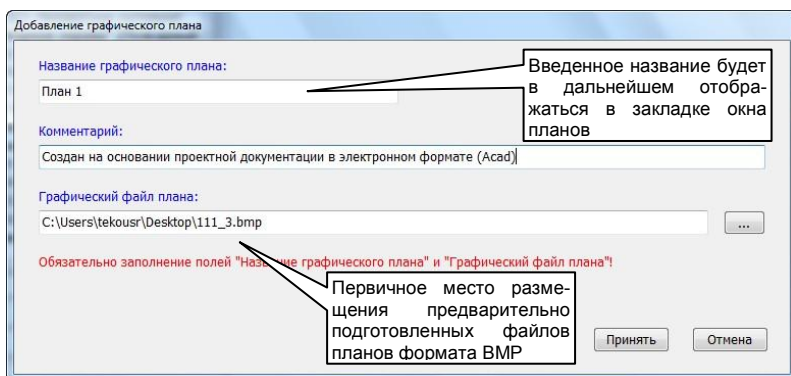 Добавление графического плана
Название графического плана:
План 1
Введенное название будет
в дальнейшем отобра-
жаться в закладке окна
планов
Комментарий:
Создан на основании проектной документации в электронном формате (Acad)
Графический файл плана:
C:\Users\tekousr\Desktop\111_3.bmp
...
Обязательно заполнение полей "Название графического плана" и "Графический файл плана"!
Первичное место разме-
щения предварительно
подготовленных файлов
планов формата BMP
Принять
Отмена